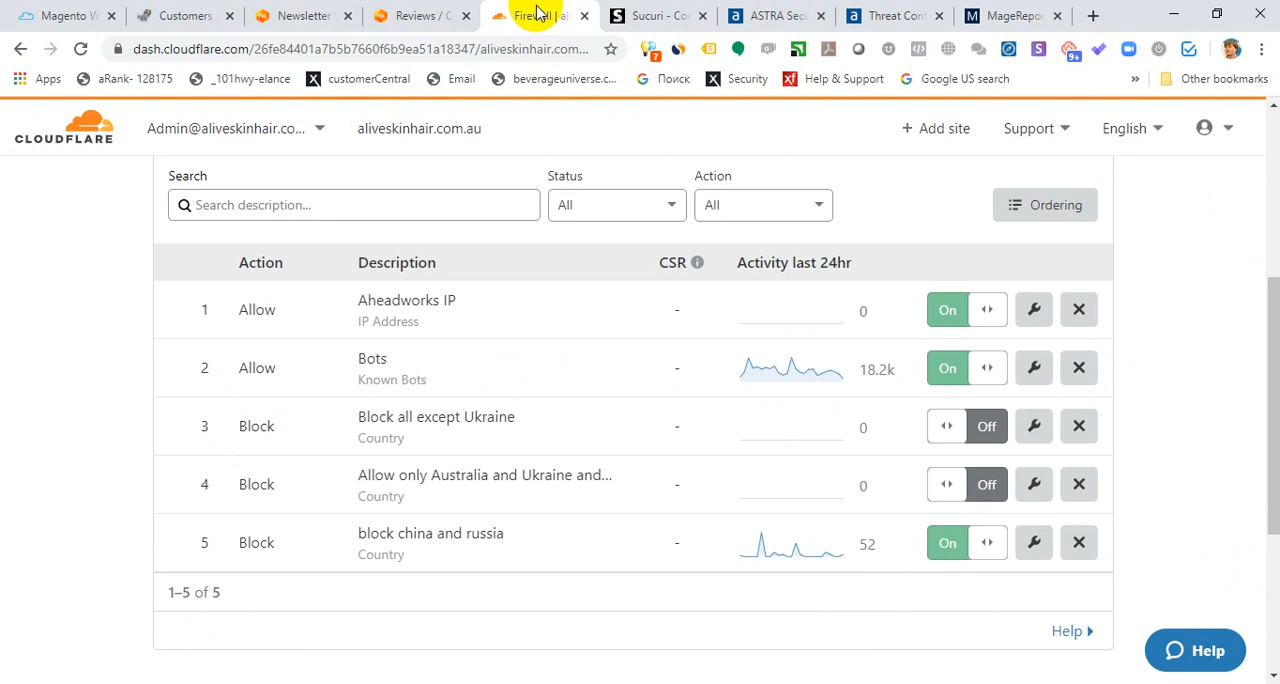 Magento W
Customers
Newsletter
Reviews / C
Firewall | al
Sucuri - Co
ASTRA Secu
Threat Cont
MageRepor
dash.cloudflare.com/26fe84401a7b5b7660f6b9ea51a18347/aliveskinhair.com...
7
9+
Apps
aRank- 128175
_101hwy-elance
customerCentral
Email
beverageuniverse.c...
Поиск
Security
Help & Support
Google US search
»
Other bookmarks
CLOUDFLARE
Admin@aliveskinhair.co...
aliveskinhair.com.au
+ Add site
Support
English
Search
Status
Action
Search description...
All
All
Ordering
Action
Description
CSR
Activity last 24hr
1
Allow
Aheadworks IP
IP Address
-
0
On
2
Allow
Bots
Known Bots
-
18.2k
On
3
Block
Block all except Ukraine
Country
-
0
Off
4
Block
Allow only Australia and Ukraine and...
Country
-
0
Off
5
Block
block china and russia
Country
-
52
On
1–5 of 5
Help
Help